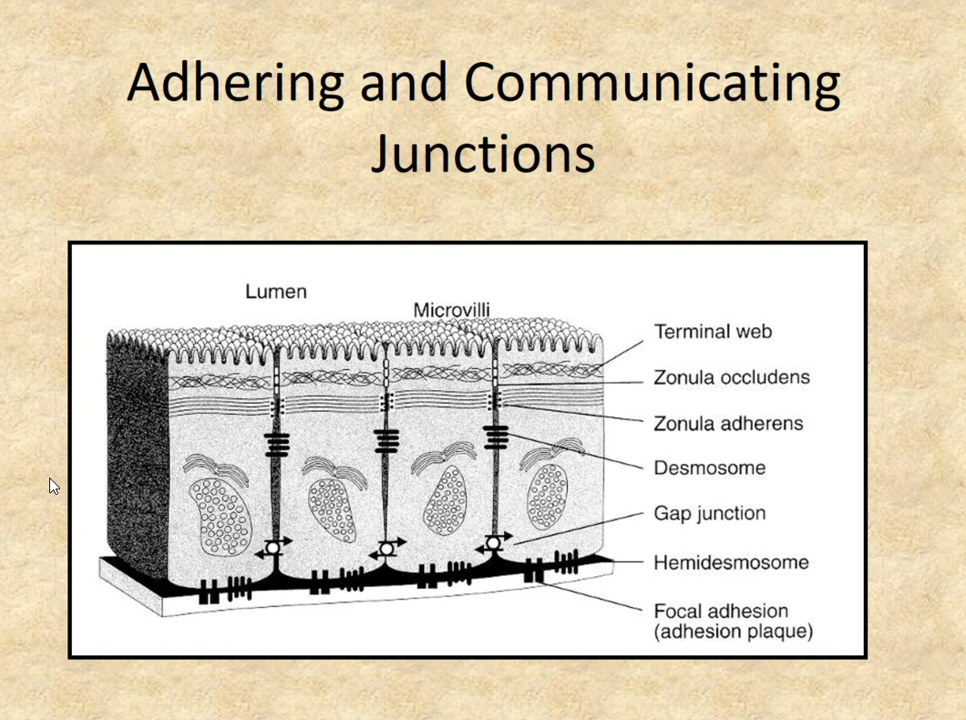 Adhering and Communicating
Junctions
Lumen
Microvilli
Terminal web
Zonula occludens
Zonula adherens
Desmosome
Gap junction
Hemidesmosome
Focal adhesion
(adhesion plaque)